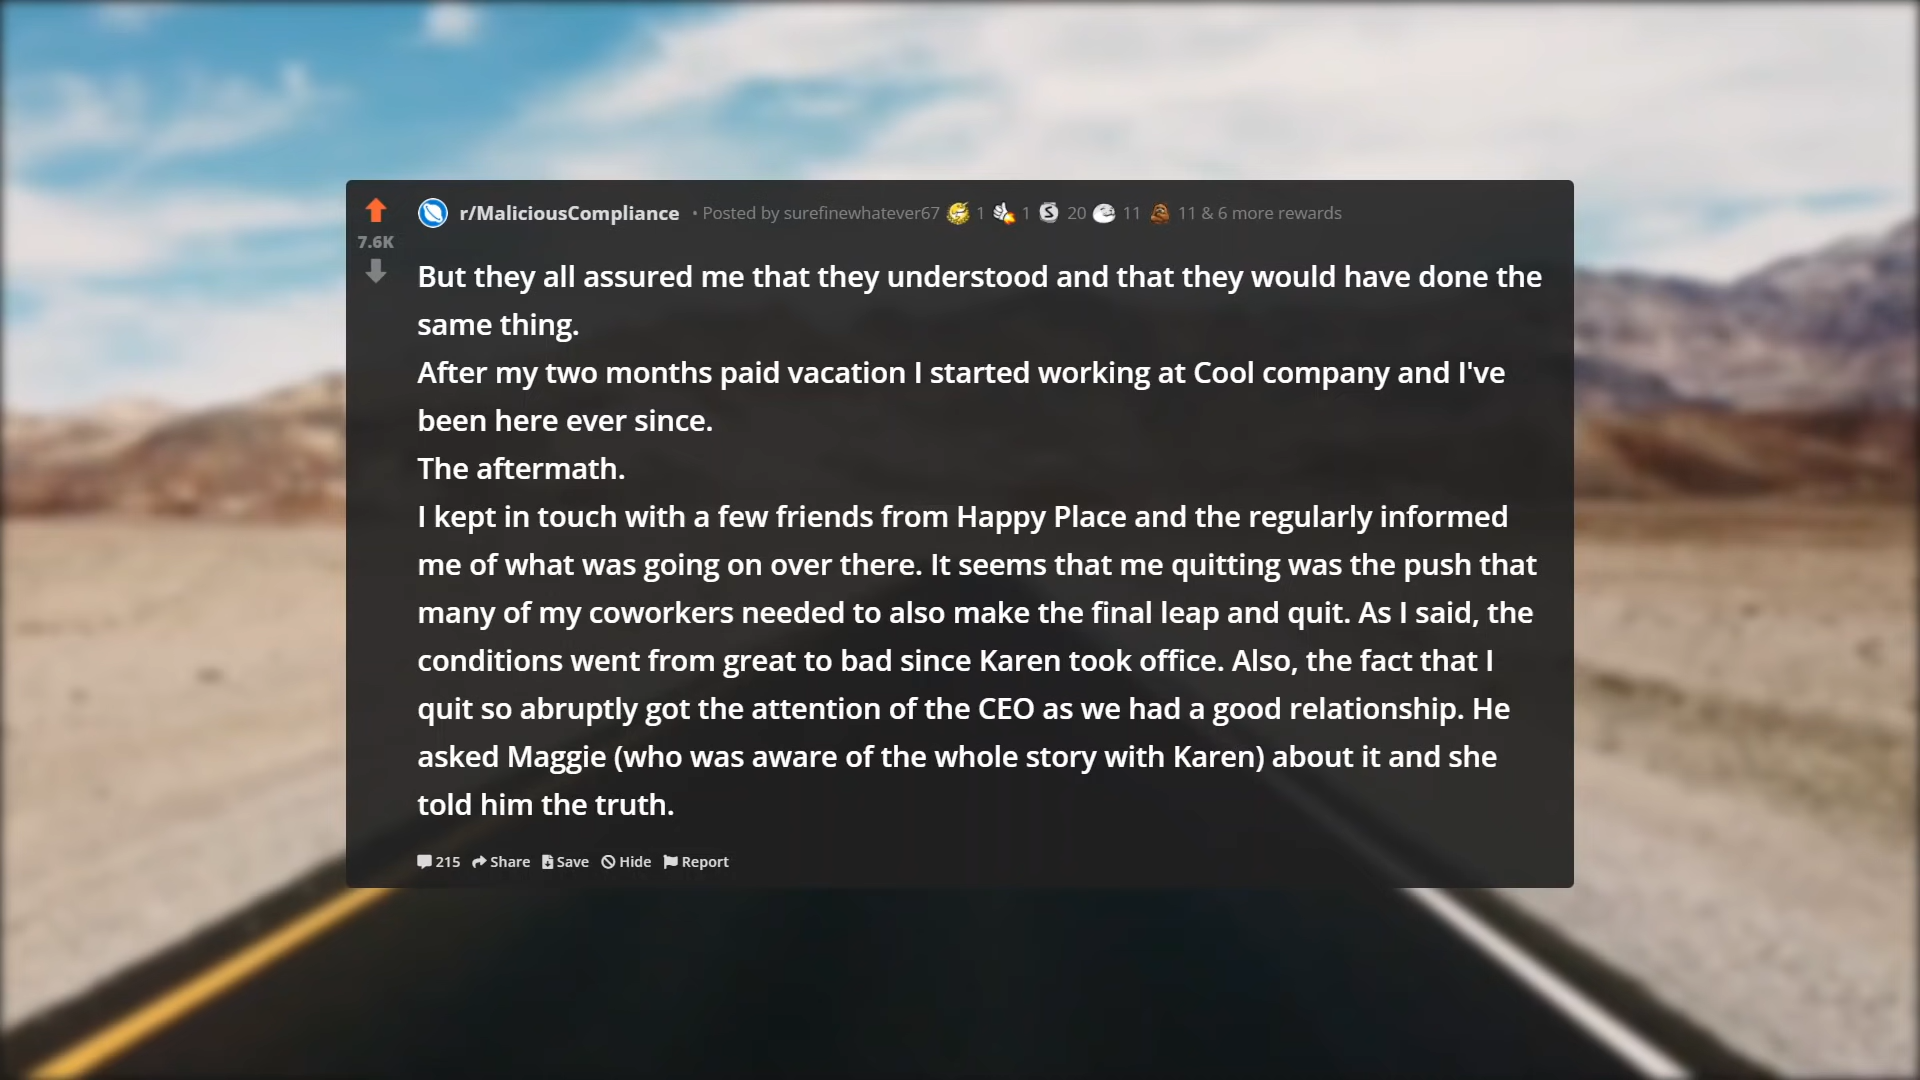 r/MaliciousCompliance • Posted by surefinewhatever67 1 1 20 11 11 & 6 more rewards
7.6K
But they all assured me that they understood and that they would have done the
same thing.
After my two months paid vacation I started working at Cool company and I've
been here ever since.
The aftermath.
I kept in touch with a few friends from Happy Place and the regularly informed
me of what was going on over there. It seems that me quitting was the push that
many of my coworkers needed to also make the final leap and quit. As I said, the
conditions went from great to bad since Karen took office. Also, the fact that I
quit so abruptly got the attention of the CEO as we had a good relationship. He
asked Maggie (who was aware of the whole story with Karen) about it and she
told him the truth.
215 Share Save Hide Report